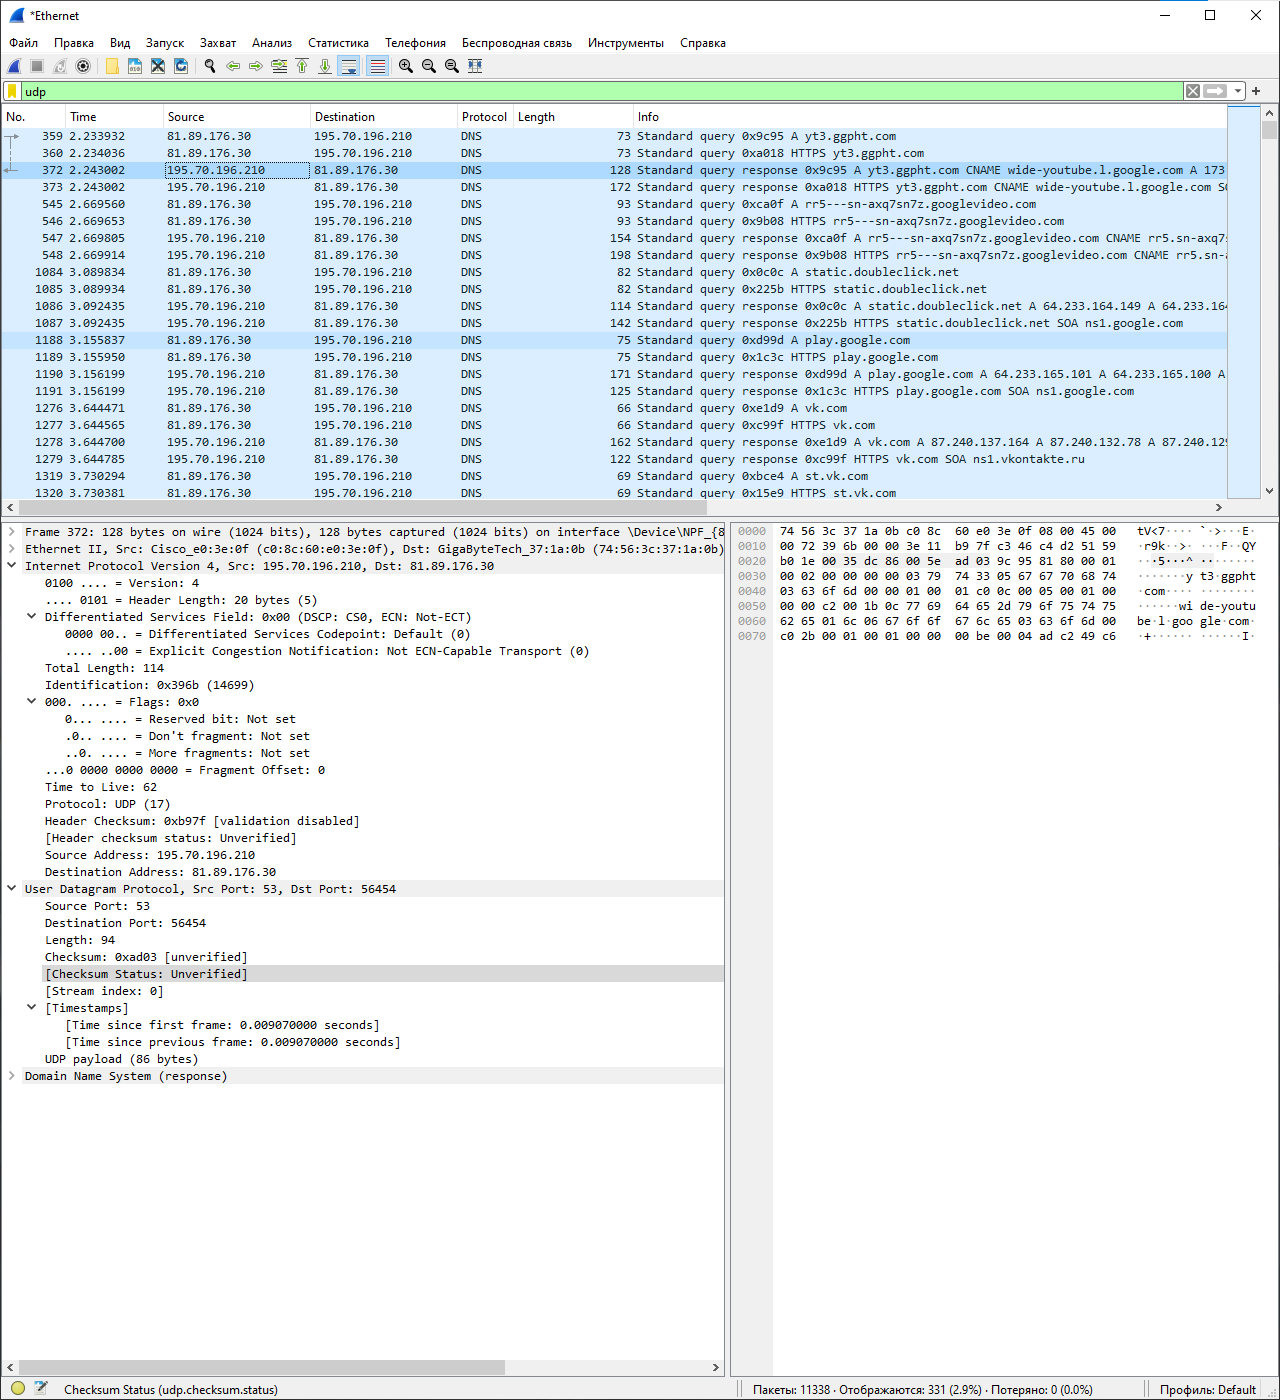 *Ethernet
Файл Правка Вид Запуск Захват Анализ Статистика Телефония Беспроводная связь Инструменты Справка
udp
No. Time Source Destination Protocol Length Info
359 2.233932 81.89.176.30 195.70.196.210 DNS 73 Standard query 0x9c95 A yt3.ggpht.com
360 2.234036 81.89.176.30 195.70.196.210 DNS 73 Standard query 0xa018 HTTPS yt3.ggpht.com
372 2.243002 195.70.196.210 81.89.176.30 DNS 128 Standard query response 0x9c95 A yt3.ggpht.com CNAME wide-youtube.l.google.com A 173
373 2.243002 195.70.196.210 81.89.176.30 DNS 172 Standard query response 0xa018 HTTPS yt3.ggpht.com CNAME wide-youtube.l.google.com S
545 2.669560 81.89.176.30 195.70.196.210 DNS 93 Standard query 0xca0f A rr5---sn-axq7sn7z.googlevideo.com
546 2.669653 81.89.176.30 195.70.196.210 DNS 93 Standard query 0x9b08 HTTPS rr5---sn-axq7sn7z.googlevideo.com
547 2.669805 195.70.196.210 81.89.176.30 DNS 154 Standard query response 0xca0f A rr5---sn-axq7sn7z.googlevideo.com CNAME rr5.sn-axq7
548 2.669914 195.70.196.210 81.89.176.30 DNS 198 Standard query response 0x9b08 HTTPS rr5---sn-axq7sn7z.googlevideo.com CNAME rr5.sn-
1084 3.089834 81.89.176.30 195.70.196.210 DNS 82 Standard query 0x0c0c A static.doubleclick.net
1085 3.089934 81.89.176.30 195.70.196.210 DNS 82 Standard query 0x225b HTTPS static.doubleclick.net
1086 3.092435 195.70.196.210 81.89.176.30 DNS 114 Standard query response 0x0c0c A static.doubleclick.net A 64.233.164.149 A 64.233.164
1087 3.092435 195.70.196.210 81.89.176.30 DNS 142 Standard query response 0x225b HTTPS static.doubleclick.net SOA ns1.google.com
1188 3.155837 81.89.176.30 195.70.196.210 DNS 75 Standard query 0xd99d A play.google.com
1189 3.155950 81.89.176.30 195.70.196.210 DNS 75 Standard query 0x1c3c HTTPS play.google.com
1190 3.156199 195.70.196.210 81.89.176.30 DNS 171 Standard query response 0xd99d A play.google.com A 64.233.165.101 A 64.233.165.100 A
1191 3.156199 195.70.196.210 81.89.176.30 DNS 125 Standard query response 0x1c3c HTTPS play.google.com SOA ns1.google.com
1276 3.644471 81.89.176.30 195.70.196.210 DNS 66 Standard query 0xe1d9 A vk.com
1277 3.644565 81.89.176.30 195.70.196.210 DNS 66 Standard query 0xc99f HTTPS vk.com
1278 3.644700 195.70.196.210 81.89.176.30 DNS 162 Standard query response 0xe1d9 A vk.com A 87.240.137.164 A 87.240.132.78 A 87.240.129
1279 3.644785 195.70.196.210 81.89.176.30 DNS 122 Standard query response 0xc99f HTTPS vk.com SOA ns1.vkontakte.ru
1319 3.730294 81.89.176.30 195.70.196.210 DNS 69 Standard query 0xbce4 A st.vk.com
1320 3.730381 81.89.176.30 195.70.196.210 DNS 69 Standard query 0x15e9 HTTPS st.vk.com
Frame 372: 128 bytes on wire (1024 bits), 128 bytes captured (1024 bits) on interface \Device\NPF_{8
Ethernet II, Src: Cisco_e0:3e:0f (c0:8c:60:e0:3e:0f), Dst: GigaByteTech_37:1a:0b (74:56:3c:37:1a:0b)
Internet Protocol Version 4, Src: 195.70.196.210, Dst: 81.89.176.30
0100 .... = Version: 4
.... 0101 = Header Length: 20 bytes (5)
Differentiated Services Field: 0x00 (DSCP: CS0, ECN: Not-ECT)
0000 00.. = Differentiated Services Codepoint: Default (0)
.... ..00 = Explicit Congestion Notification: Not ECN-Capable Transport (0)
Total Length: 114
Identification: 0x396b (14699)
000. .... = Flags: 0x0
0... .... = Reserved bit: Not set
.0.. .... = Don't fragment: Not set
..0. .... = More fragments: Not set
...0 0000 0000 0000 = Fragment Offset: 0
Time to Live: 62
Protocol: UDP (17)
Header Checksum: 0xb97f [validation disabled]
[Header checksum status: Unverified]
Source Address: 195.70.196.210
Destination Address: 81.89.176.30
User Datagram Protocol, Src Port: 53, Dst Port: 56454
Source Port: 53
Destination Port: 56454
Length: 94
Checksum: 0xad03 [unverified]
[Checksum Status: Unverified]
[Stream index: 0]
[Timestamps]
[Time since first frame: 0.009070000 seconds]
[Time since previous frame: 0.009070000 seconds]
UDP payload (86 bytes)
Domain Name System (response)
0000 74 56 3c 37 1a 0b c0 8c 60 e0 3e 0f 08 00 45 00 tV<7···· `·>···E·
0010 00 72 39 6b 00 00 3e 11 b9 7f c3 46 c4 d2 51 59 ·r9k··>· ···F··QY
0020 b0 1e 00 35 dc 86 00 5e ad 03 9c 95 81 80 00 01 ···5···^ ········
0030 00 02 00 00 00 00 03 79 74 33 05 67 67 70 68 74 ·······y t3·ggpht
0040 03 63 6f 6d 00 00 01 00 01 c0 0c 00 05 00 01 00 ·com···· ········
0050 00 00 c2 00 1b 0c 77 69 64 65 2d 79 6f 75 74 75 ······wi de-youtu
0060 62 65 01 6c 06 67 6f 6f 67 6c 65 03 63 6f 6d 00 be·l·goo gle·com·
0070 c0 2b 00 01 00 01 00 00 00 be 00 04 ad c2 49 c6 ·+······ ······I·
Checksum Status (udp.checksum.status)
Пакеты: 11338 · Отображаются: 331 (2.9%) · Потеряно: 0 (0.0%)
Профиль: Default